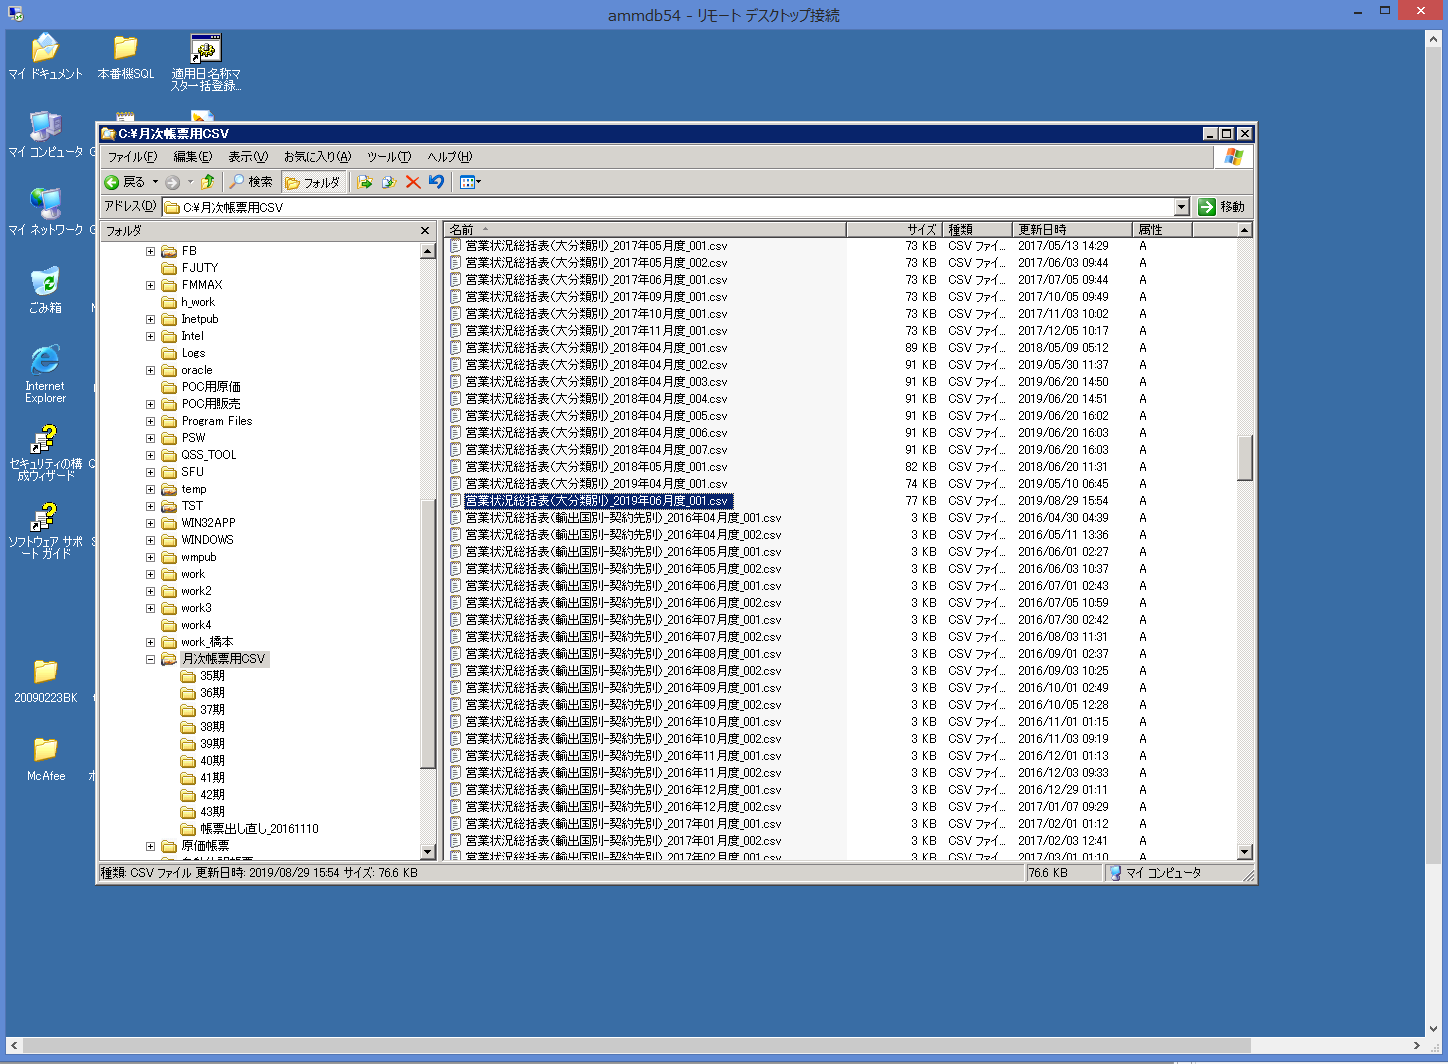 ammdb54 - リモート デスクトップ接続
マイ ドキュメント
本番機SQL
適用日名称マ
スター括登録...
マイ コンピュータ
マイ ネットワーク
ごみ箱
Internet
Explorer
セキュリティの構
成ウィザード
ソフトウェア サポ
ート ガイド
20090223BK
McAfee
C:¥月次帳票用CSV
ファイル(F) 編集(E) 表示(V) お気に入り(A) ツール(T) ヘルプ(H)
戻る 検索 フォルダ
アドレス(D) C:¥月次帳票用CSV 移動
フォルダ
FB
FJUTY
FMMAX
h_work
Inetpub
Intel
Logs
oracle
POC用原価
POC用販売
Program Files
PSW
QSS_TOOL
SFU
temp
TST
WIN32APP
WINDOWS
wmpub
work
work2
work3
work4
work_橋本
月次帳票用CSV
35期
36期
37期
38期
39期
40期
41期
42期
43期
帳票出し直し_20161110
原価帳票
名前 サイズ 種類 更新日時 属性
営業状況総括表(大分類別)_2017年05月度_001.csv 73 KB CSV ファイ... 2017/05/13 14:29 A
営業状況総括表(大分類別)_2017年05月度_002.csv 73 KB CSV ファイ... 2017/06/03 09:44 A
営業状況総括表(大分類別)_2017年06月度_001.csv 73 KB CSV ファイ... 2017/07/05 09:44 A
営業状況総括表(大分類別)_2017年09月度_001.csv 73 KB CSV ファイ... 2017/10/05 09:49 A
営業状況総括表(大分類別)_2017年10月度_001.csv 73 KB CSV ファイ... 2017/11/03 10:02 A
営業状況総括表(大分類別)_2017年11月度_001.csv 73 KB CSV ファイ... 2017/12/05 10:17 A
営業状況総括表(大分類別)_2018年04月度_001.csv 89 KB CSV ファイ... 2018/05/09 05:12 A
営業状況総括表(大分類別)_2018年04月度_002.csv 91 KB CSV ファイ... 2019/05/30 11:37 A
営業状況総括表(大分類別)_2018年04月度_003.csv 91 KB CSV ファイ... 2019/06/20 14:50 A
営業状況総括表(大分類別)_2018年04月度_004.csv 91 KB CSV ファイ... 2019/06/20 14:51 A
営業状況総括表(大分類別)_2018年04月度_005.csv 91 KB CSV ファイ... 2019/06/20 16:02 A
営業状況総括表(大分類別)_2018年04月度_006.csv 91 KB CSV ファイ... 2019/06/20 16:03 A
営業状況総括表(大分類別)_2018年04月度_007.csv 91 KB CSV ファイ... 2019/06/20 16:03 A
営業状況総括表(大分類別)_2018年05月度_001.csv 82 KB CSV ファイ... 2018/06/20 11:31 A
営業状況総括表(大分類別)_2019年04月度_001.csv 74 KB CSV ファイ... 2019/05/10 06:45 A
営業状況総括表(大分類別)_2019年06月度_001.csv 77 KB CSV ファイ... 2019/08/29 15:54 A
営業状況総括表(輸出国別-契約先別)_2016年04月度_001.csv 3 KB CSV ファイ... 2016/04/30 04:39 A
営業状況総括表(輸出国別-契約先別)_2016年04月度_002.csv 3 KB CSV ファイ... 2016/05/11 13:36 A
営業状況総括表(輸出国別-契約先別)_2016年05月度_001.csv 3 KB CSV ファイ... 2016/06/01 02:27 A
営業状況総括表(輸出国別-契約先別)_2016年05月度_002.csv 3 KB CSV ファイ... 2016/06/03 10:37 A
営業状況総括表(輸出国別-契約先別)_2016年06月度_001.csv 3 KB CSV ファイ... 2016/07/01 02:43 A
営業状況総括表(輸出国別-契約先別)_2016年06月度_002.csv 3 KB CSV ファイ... 2016/07/05 10:59 A
営業状況総括表(輸出国別-契約先別)_2016年07月度_001.csv 3 KB CSV ファイ... 2016/07/30 02:42 A
営業状況総括表(輸出国別-契約先別)_2016年07月度_002.csv 3 KB CSV ファイ... 2016/08/03 11:31 A
営業状況総括表(輸出国別-契約先別)_2016年08月度_001.csv 3 KB CSV ファイ... 2016/09/01 02:37 A
営業状況総括表(輸出国別-契約先別)_2016年08月度_002.csv 3 KB CSV ファイ... 2016/09/03 10:25 A
営業状況総括表(輸出国別-契約先別)_2016年09月度_001.csv 3 KB CSV ファイ... 2016/10/01 02:49 A
営業状況総括表(輸出国別-契約先別)_2016年09月度_002.csv 3 KB CSV ファイ... 2016/10/05 12:28 A
営業状況総括表(輸出国別-契約先別)_2016年10月度_001.csv 3 KB CSV ファイ... 2016/11/01 01:15 A
営業状況総括表(輸出国別-契約先別)_2016年10月度_002.csv 3 KB CSV ファイ... 2016/11/03 09:19 A
営業状況総括表(輸出国別-契約先別)_2016年11月度_001.csv 3 KB CSV ファイ... 2016/12/01 01:13 A
営業状況総括表(輸出国別-契約先別)_2016年11月度_002.csv 3 KB CSV ファイ... 2016/12/03 09:33 A
営業状況総括表(輸出国別-契約先別)_2016年12月度_001.csv 3 KB CSV ファイ... 2016/12/29 01:11 A
営業状況総括表(輸出国別-契約先別)_2016年12月度_002.csv 3 KB CSV ファイ... 2017/01/07 09:29 A
営業状況総括表(輸出国別-契約先別)_2017年01月度_001.csv 3 KB CSV ファイ... 2017/02/01 01:12 A
営業状況総括表(輸出国別-契約先別)_2017年01月度_002.csv 3 KB CSV ファイ... 2017/02/03 12:41 A
営業状況総括表(輸出国別-契約先別)_2017年02月度_001.csv 3 KB CSV ファイ... 2017/03/01 01:10 A
種類: CSV ファイル 更新日時: 2019/08/29 15:54 サイズ: 76.6 KB 76.6 KB マイ コンピュータ